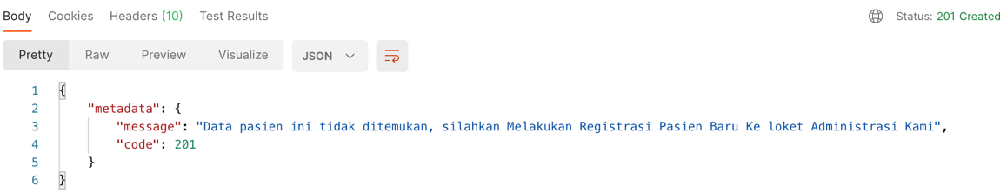 Body Cookies Headers (10) Test Results Status: 201 Created
Pretty Raw Preview Visualize JSON
1 {
2 "metadata": {
3 "message": "Data pasien ini tidak ditemukan, silahkan Melakukan Registrasi Pasien Baru Ke loket Administrasi Kami",
4 "code": 201
5 }
6 }